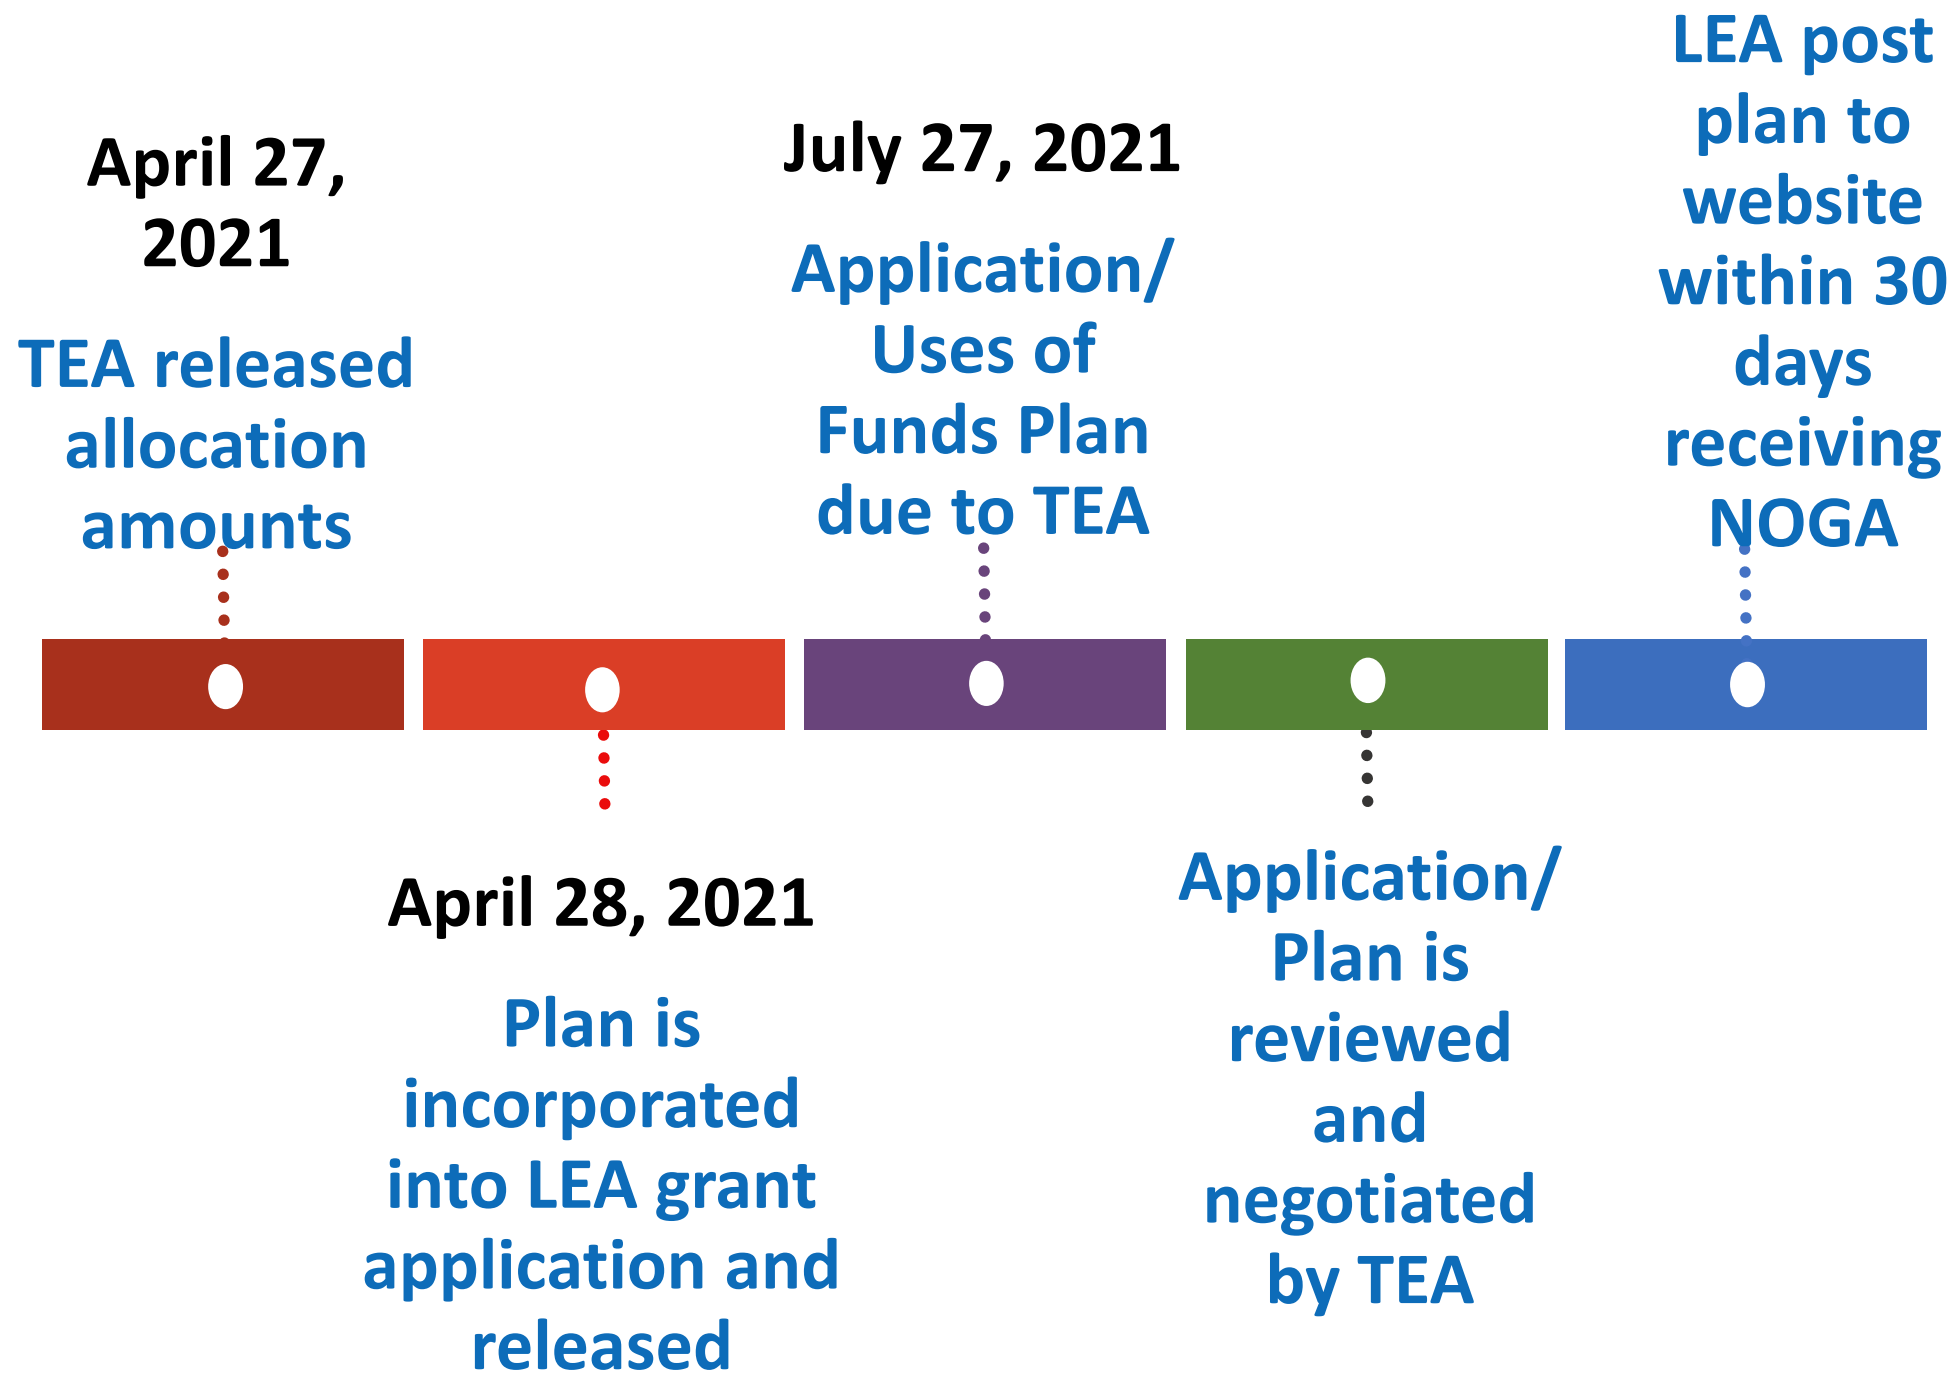 April 27,
2021
TEA released
allocation
amounts
April 28, 2021
Plan is
incorporated
into LEA grant
application and
released
July 27, 2021
Application/
Uses of
Funds Plan
due to TEA
Application/
Plan is
reviewed
and
negotiated
by TEA
LEA post
plan to
website
within 30
days
receiving
NOGA